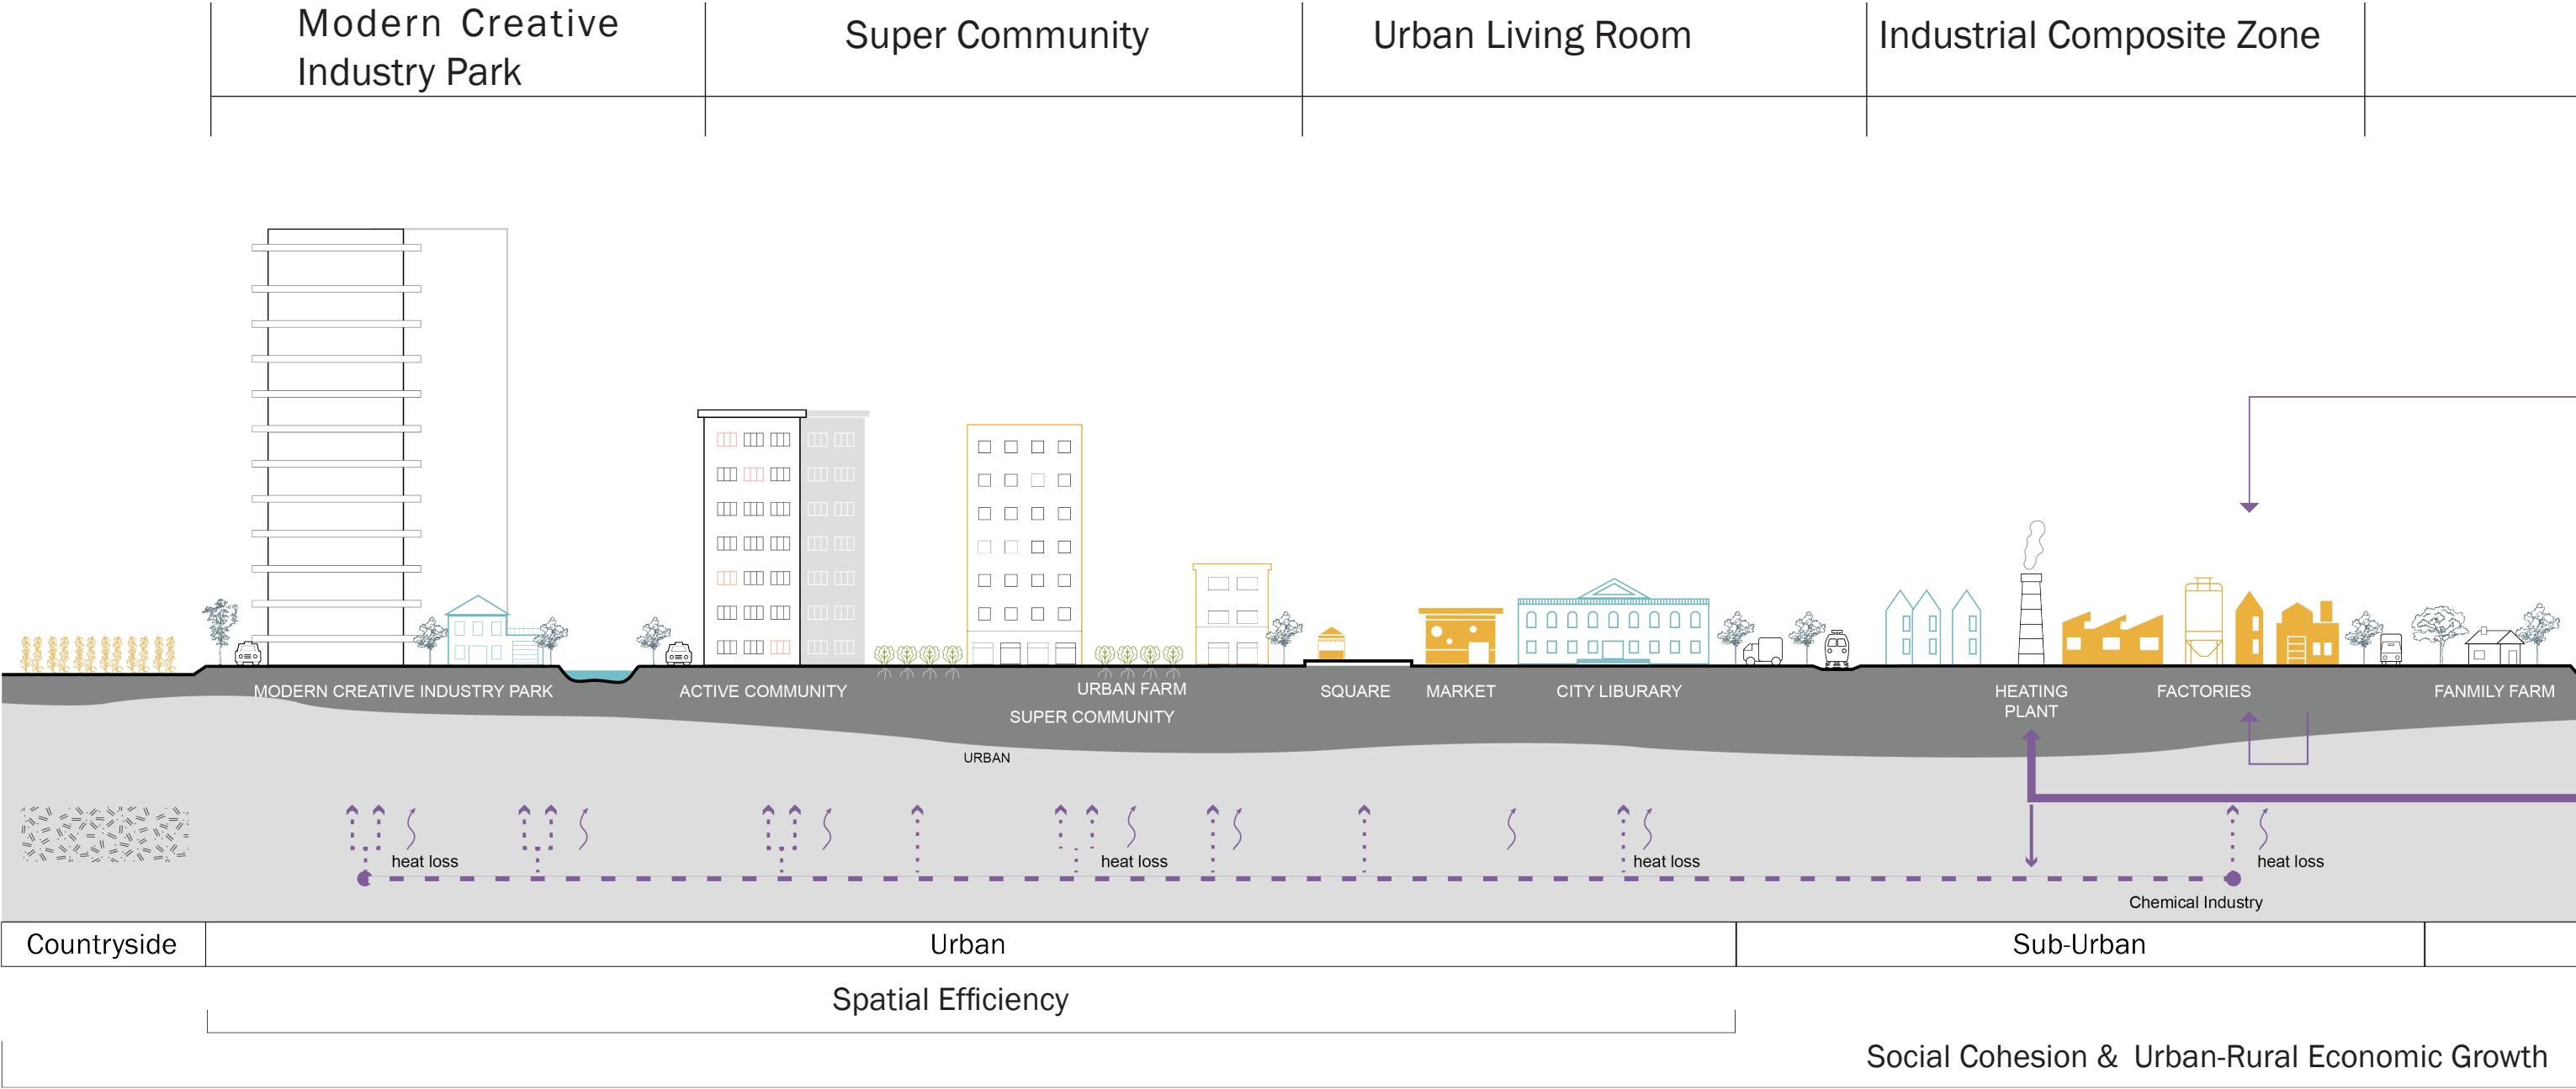 Modern Creative
Industry Park
Super Community
Urban Living Room
Industrial Composite Zone
MODERN CREATIVE INDUSTRY PARK
ACTIVE COMMUNITY
URBAN FARM
SUPER COMMUNITY
SQUARE
MARKET
CITY LIBURARY
HEATING
PLANT
FACTORIES
FANMILY FARM
URBAN
heat loss
heat loss
heat loss
heat loss
Chemical Industry
Countryside
Urban
Sub-Urban
Spatial Efficiency
Social Cohesion & Urban-Rural Economic Growth